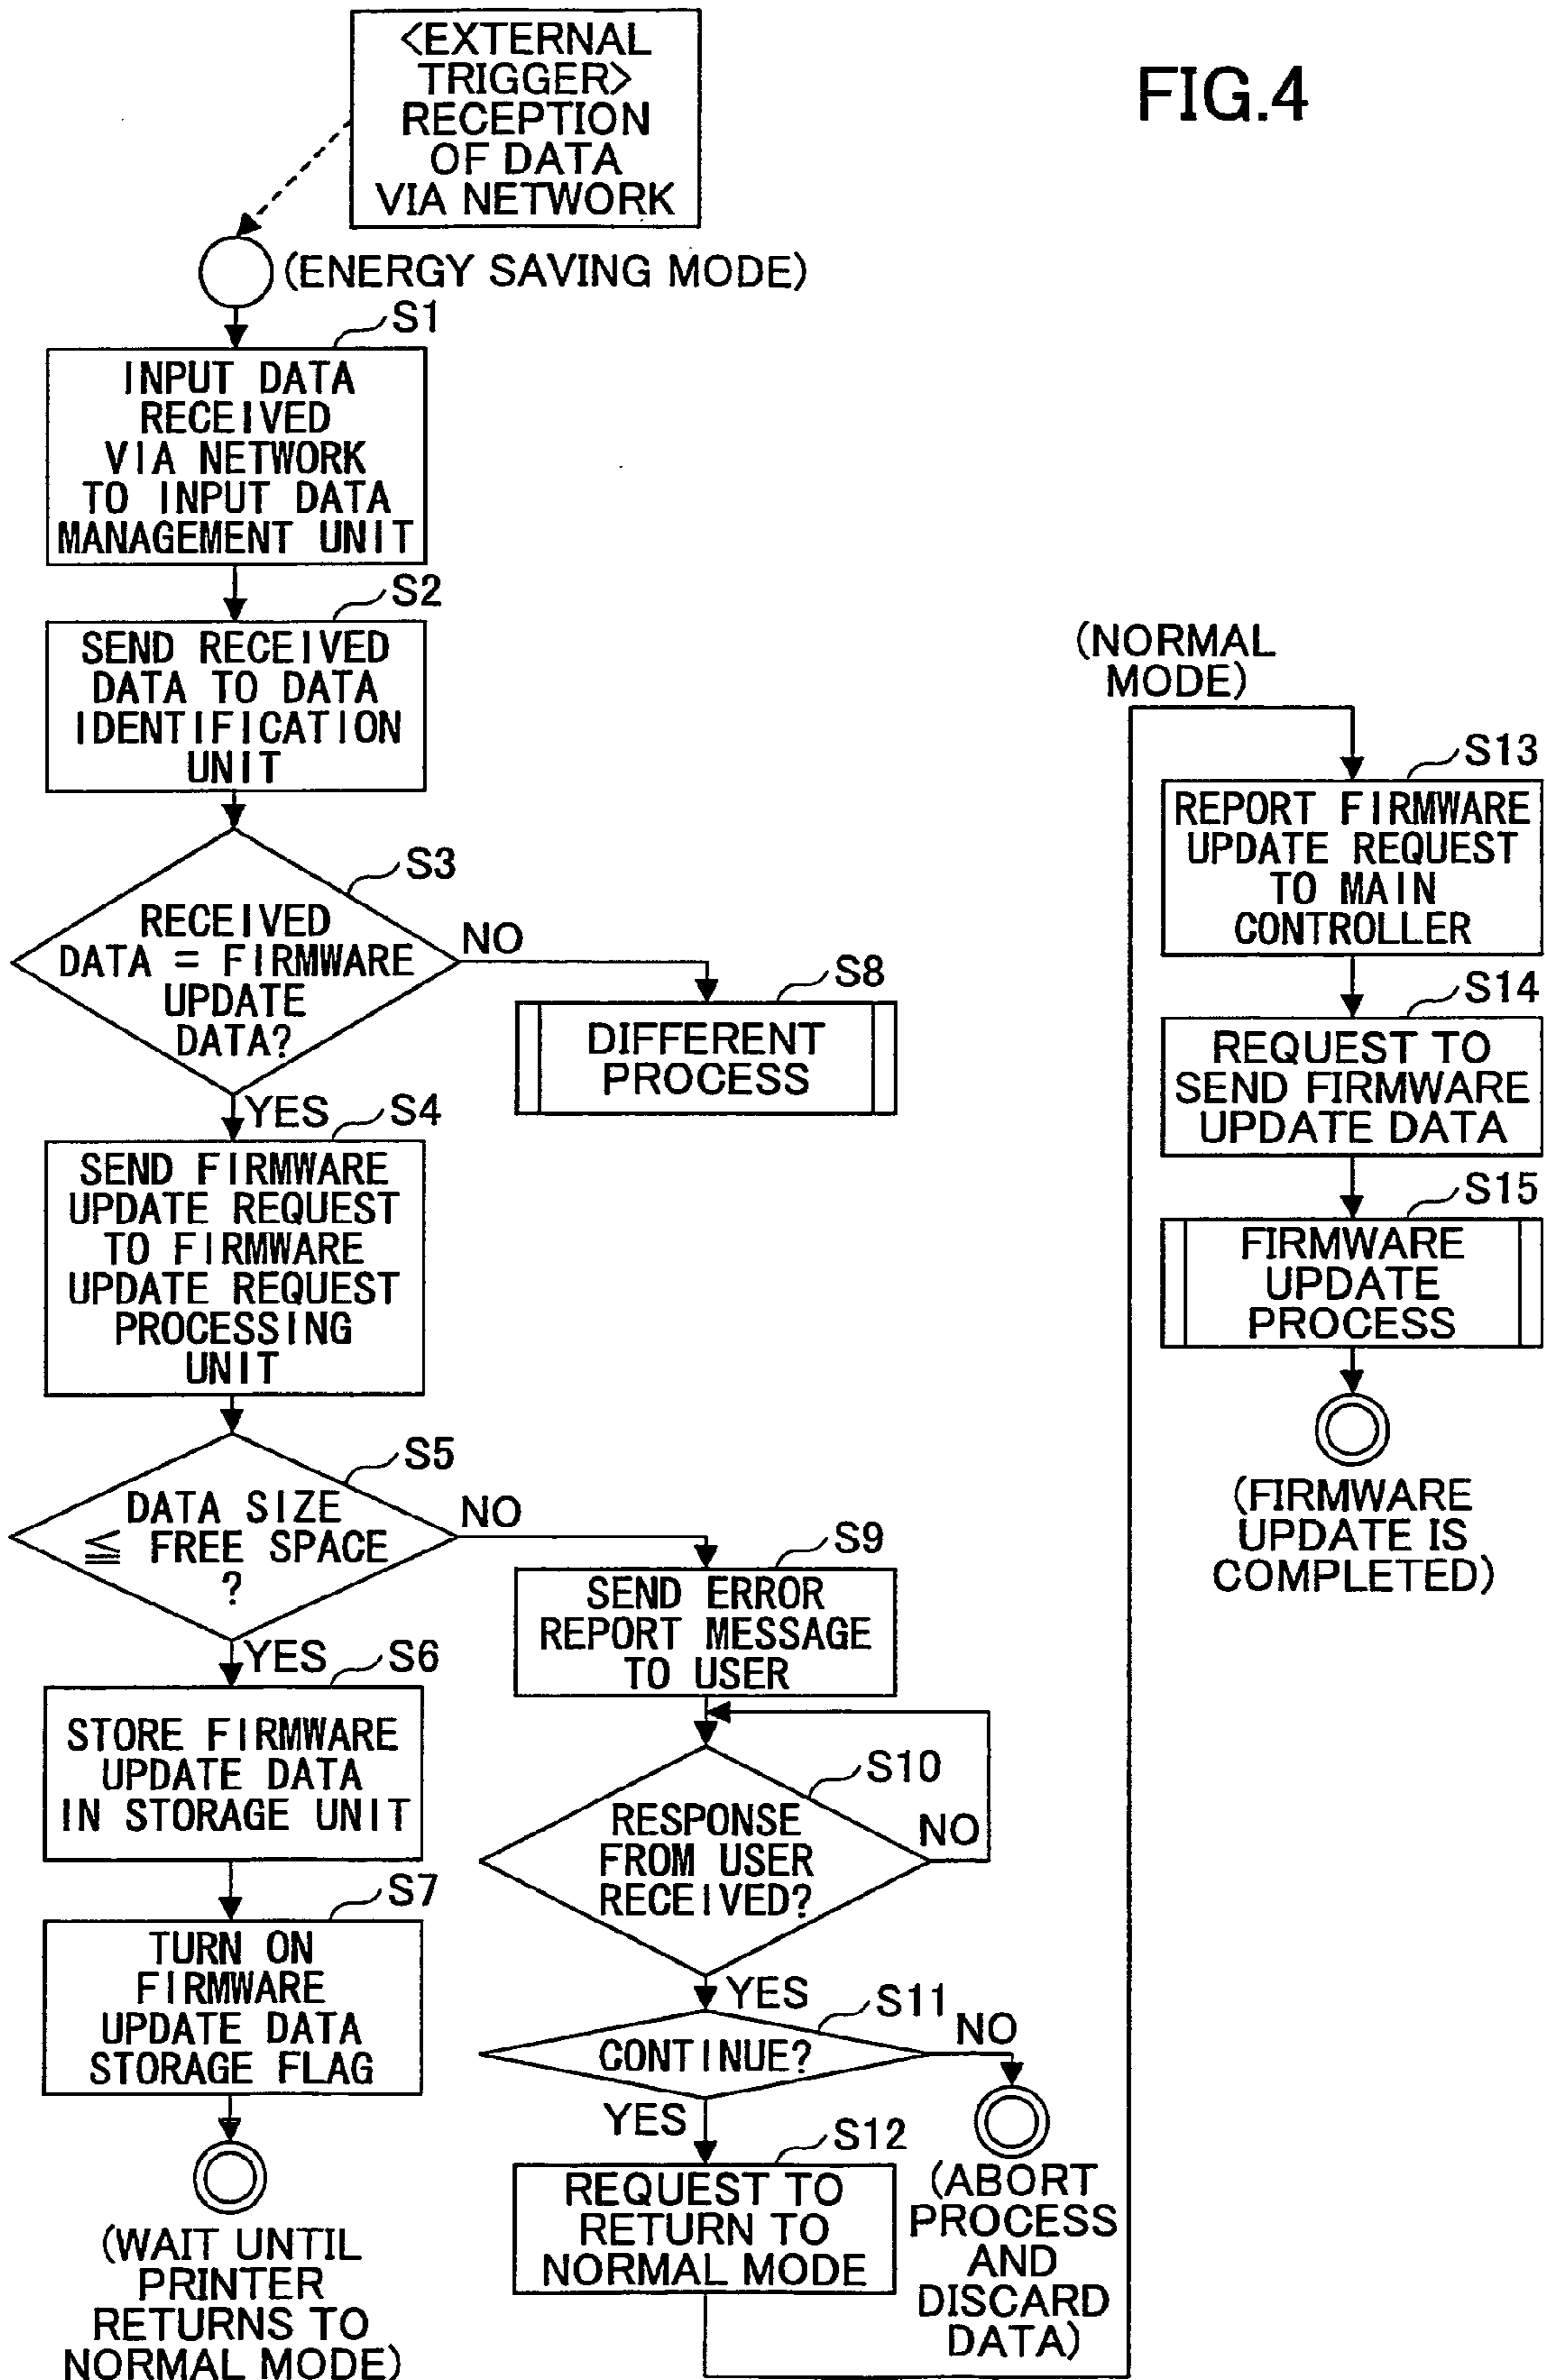 FIG.4
<EXTERNAL
TRIGGER>
RECEPTION
OF DATA
VIA NETWORK
(ENERGY SAVING MODE)
S1
INPUT DATA
RECEIVED
VIA NETWORK
TO INPUT DATA
MANAGEMENT UNIT
S2
SEND RECEIVED
DATA TO DATA
IDENTIFICATION
UNIT
S3
RECEIVED
DATA = FIRMWARE
UPDATE
DATA?
NO
S8
DIFFERENT
PROCESS
YES
S4
SEND FIRMWARE
UPDATE REQUEST
TO FIRMWARE
UPDATE REQUEST
PROCESSING
UNIT
S5
DATA SIZE
≦ FREE SPACE
?
NO
YES
S6
STORE FIRMWARE
UPDATE DATA
IN STORAGE UNIT
S7
TURN ON
FIRMWARE
UPDATE DATA
STORAGE FLAG
(WAIT UNTIL
PRINTER
RETURNS TO
NORMAL MODE)
S9
SEND ERROR
REPORT MESSAGE
TO USER
S10
RESPONSE
FROM USER
RECEIVED?
NO
YES
S11
CONTINUE?
NO
(ABORT
PROCESS
AND
DISCARD
DATA)
YES
S12
REQUEST TO
RETURN TO
NORMAL MODE
(NORMAL
MODE)
S13
REPORT FIRMWARE
UPDATE REQUEST
TO MAIN
CONTROLLER
S14
REQUEST TO
SEND FIRMWARE
UPDATE DATA
S15
FIRMWARE
UPDATE
PROCESS
(FIRMWARE
UPDATE IS
COMPLETED)